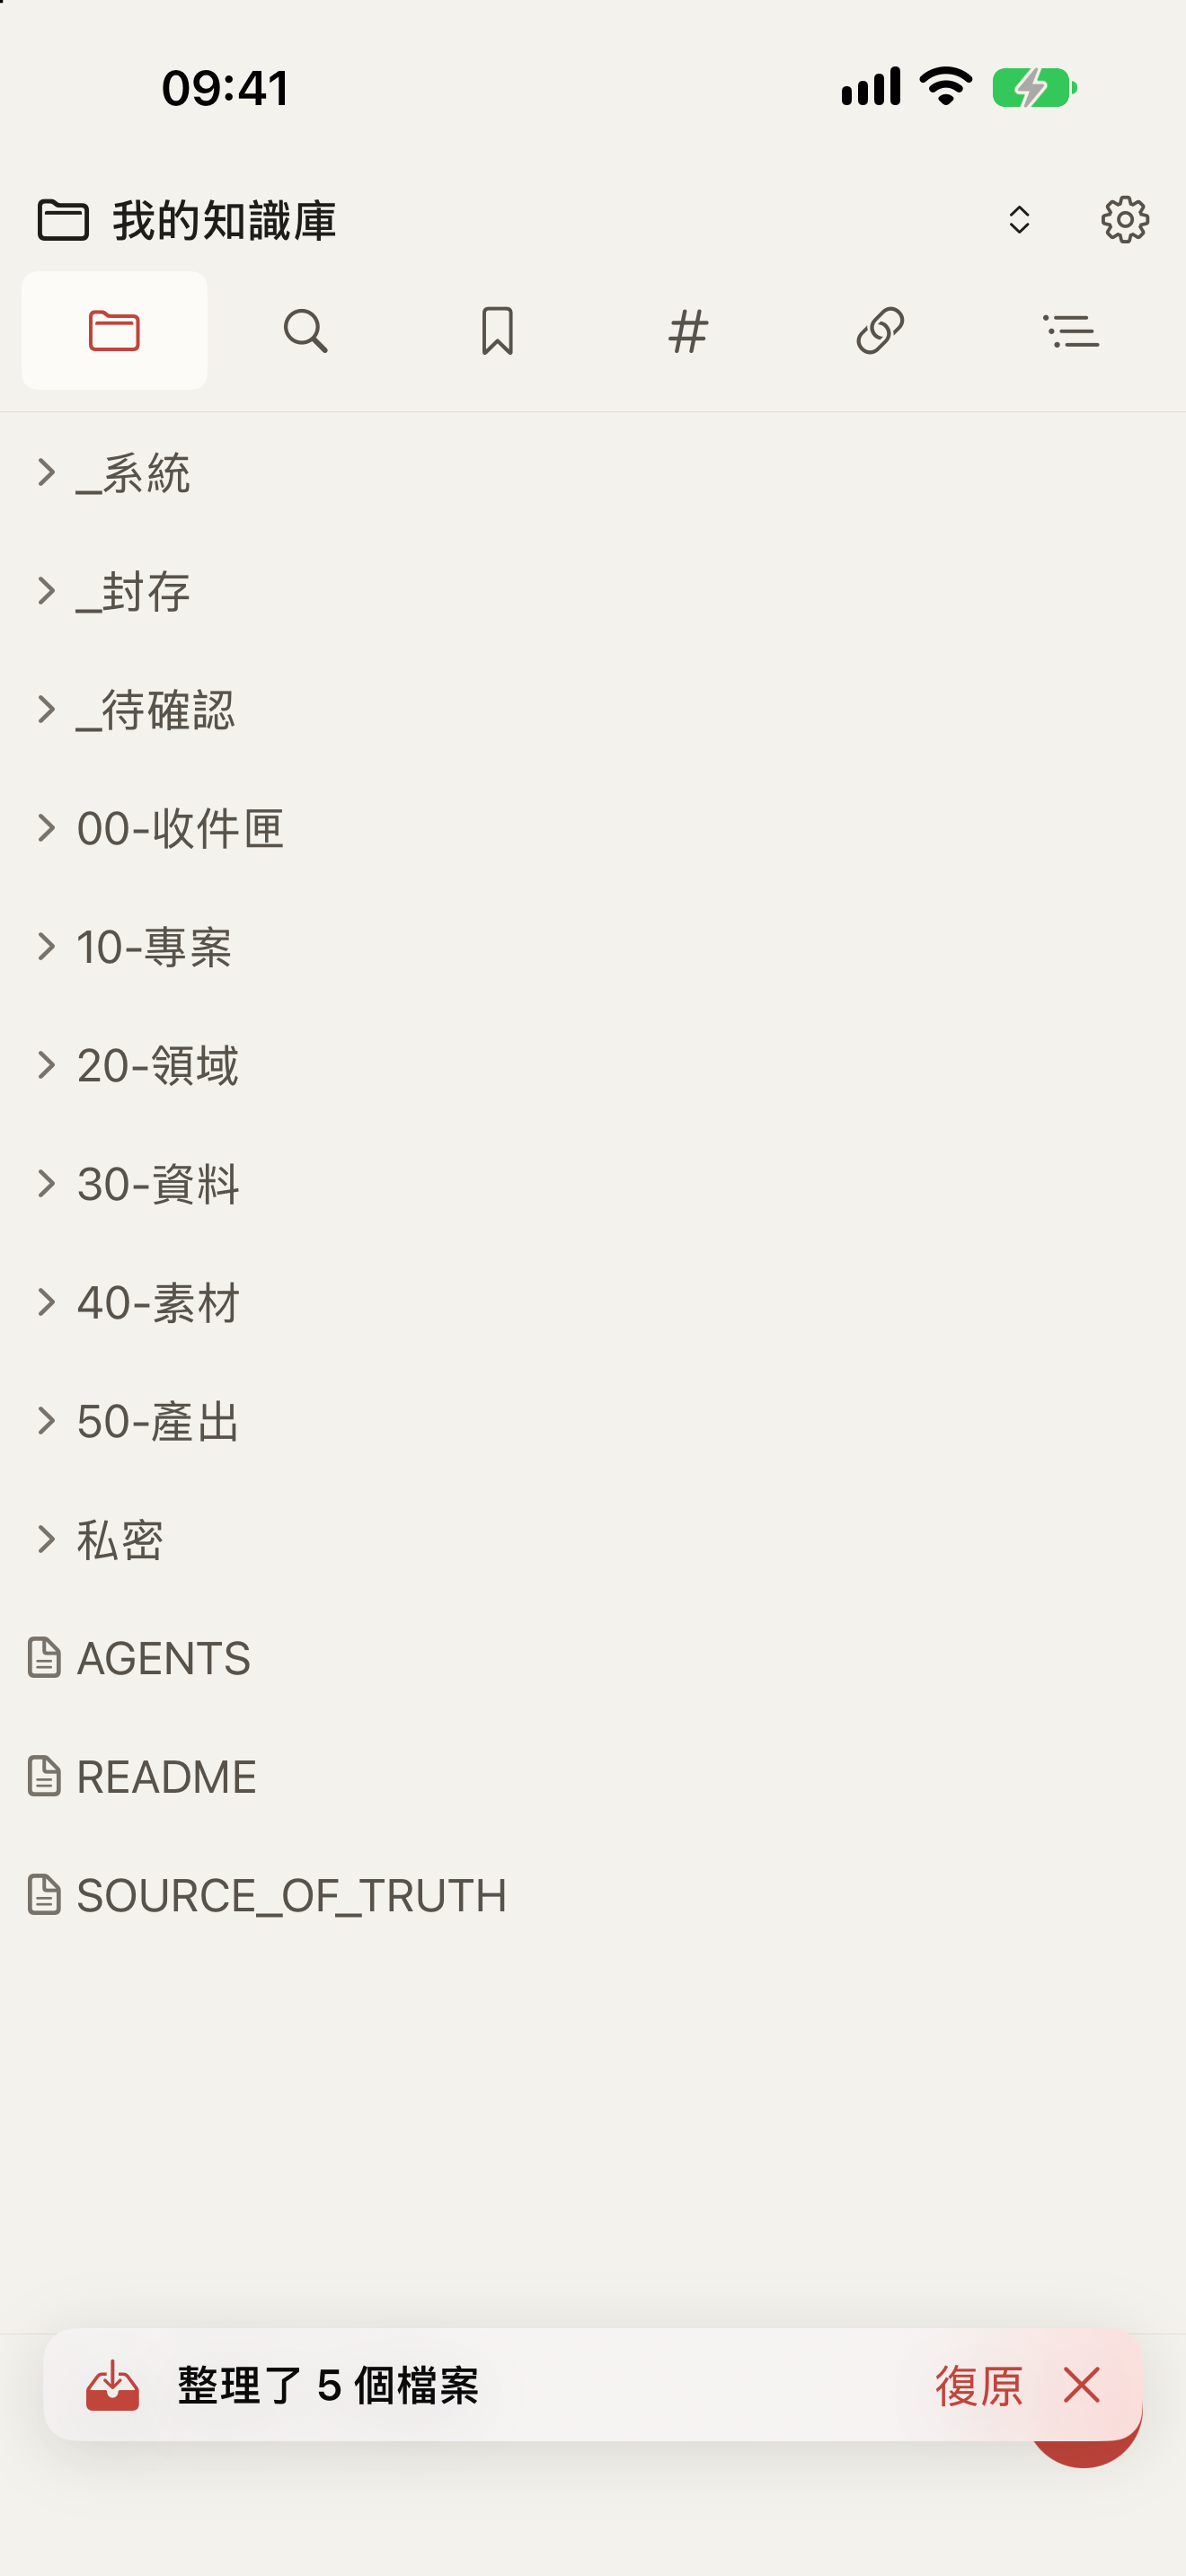 09:41
我的知識庫
_系統
_封存
_待確認
00-收件匣
10-專案
20-領域
30-資料
40-素材
50-產出
私密
AGENTS
README
SOURCE_OF_TRUTH
整理了 5 個檔案 復原